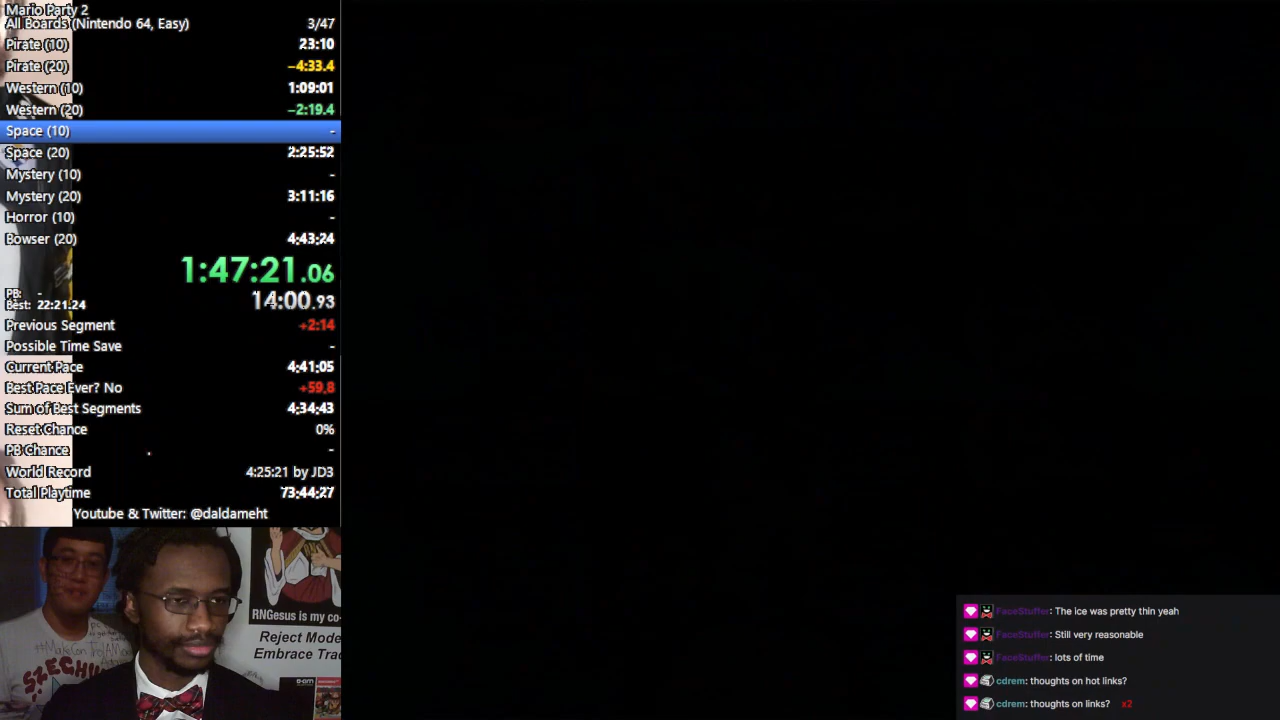 Mario Party 2
All Boards (Nintendo 64, Easy) 3/47
Pirate (10) 23:10
Pirate (20) −4:33.4
Western (10) 1:09:01
Western (20) −2:19.4
Space (10) -
Space (20) 2:25:52
Mystery (10) -
Mystery (20) 3:11:16
Horror (10) -
Bowser (20) 4:43:24
1:47:21.06
PB: -
Best: 22:21.24 14:00.93
Previous Segment +2:14
Possible Time Save -
Current Pace 4:41:05
Best Pace Ever? No +59.8
Sum of Best Segments 4:34:43
Reset Chance 0%
PB Chance -
World Record 4:25:21 by JD3
Total Playtime 73:44:27
Youtube & Twitter: @daldameht
RNGesus is my co-
Reject Mode
Embrace Tra
FaceStuffer: The ice was pretty thin yeah
FaceStuffer: Still very reasonable
FaceStuffer: lots of time
cdrem: thoughts on hot links?
cdrem: thoughts on links? x2